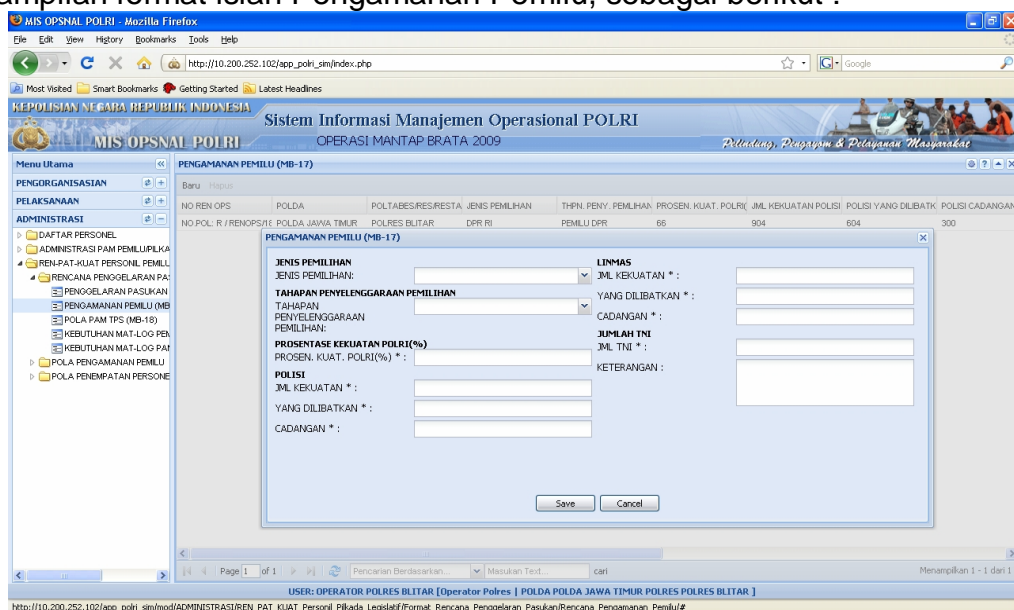 ampilan format isian Pengamanan Pemilu, sebagai berikut :
MIS OPSNAL POLRI - Mozilla Firefox
File Edit View History Bookmarks Tools Help
http://10.200.252.102/app_polri_sim/index.php
Google
Most Visited Smart Bookmarks Getting Started Latest Headlines
KEPOLISIAN NEGARA REPUBLIK INDONESIA
MIS OPSNAL POLRI
Sistem Informasi Manajemen Operasional POLRI
OPERASI MANTAP BRATA 2009
Pelindung, Pengayom & Pelayanan Masyarakat
Menu Utama
PENGORGANISASIAN
PELAKSANAAN
ADMINISTRASI
DAFTAR PERSONEL
ADMINISTRASI PAM PEMILU/PILKA
REN-PAT-KUAT PERSONIL PEMILU
RENCANA PENGGELARAN PA
PENGGELARAN PASUKAN
PENGAMANAN PEMILU (MB
POLA PAM TPS (MB-18)
KEBUTUHAN MAT-LOG PEN
KEBUTUHAN MAT-LOG PAM
POLA PENGAMANAN PEMILU
POLA PENEMPATAN PERSONE
PENGAMANAN PEMILU (MB-17)
Baru Hapus
NO REN OPS POLDA POLTABES/RES/RESTA JENIS PEMILIHAN THPN. PENY. PEMILIHAN PROSEN. KUAT. POLRI( JML KEKUATAN POLISI POLISI YANG DILIBATK POLISI CADANGAN
NO.POL: R / RENOPS/18 POLDA JAWA TIMUR POLRES BLITAR DPR RI PEMILU DPR 66 904 604 300
PENGAMANAN PEMILU (MB-17)
JENIS PEMILIHAN
JENIS PEMILIHAN:
TAHAPAN PENYELENGGARAAN PEMILIHAN
TAHAPAN
PENYELENGGARAAN
PEMILIHAN:
PROSENTASE KEKUATAN POLRI(%)
PROSEN. KUAT. POLRI(%) * :
POLISI
JML KEKUATAN * :
YANG DILIBATKAN * :
CADANGAN * :
LINMAS
JML KEKUATAN * :
YANG DILIBATKAN * :
CADANGAN * :
JUMLAH TNI
JML TNI * :
KETERANGAN :
Save Cancel
Page 1 of 1 Pencarian Berdasarkan... Masukan Text... cari Menampilkan 1 - 1 dari 1
USER: OPERATOR POLRES BLITAR [Operator Polres | POLDA POLDA JAWA TIMUR POLRES POLRES BLITAR ]
http://10.200.252.102/app_polri_sim/mod/ADMINISTRASI/REN_PAT_KUAT_Personil_Pilkada_Legislatif/Format_Rencana_Penggelaran_Pasukan/Rencana_Pengamanan_Pemilu/#